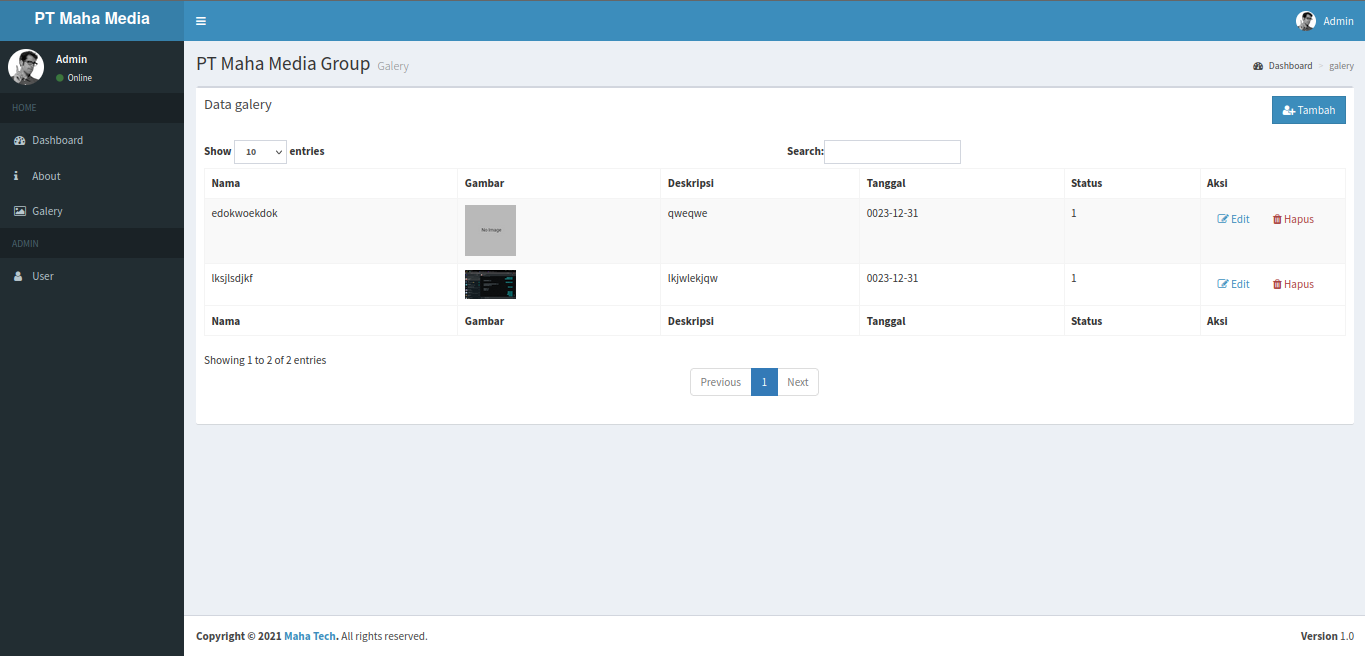 PT Maha Media
Admin
Admin
Online
HOME
Dashboard
About
Galery
ADMIN
User
PT Maha Media Group Galery
Dashboard > galery
Data galery
Tambah
Show 10 entries
Search:
Nama Gambar Deskripsi Tanggal Status Aksi
edokwoekdok No Image qweqwe 0023-12-31 1 Edit Hapus
lksjlsdjkf lkjwlekjqw 0023-12-31 1 Edit Hapus
Nama Gambar Deskripsi Tanggal Status Aksi
Showing 1 to 2 of 2 entries
Previous 1 Next
Copyright © 2021 Maha Tech. All rights reserved.
Version 1.0